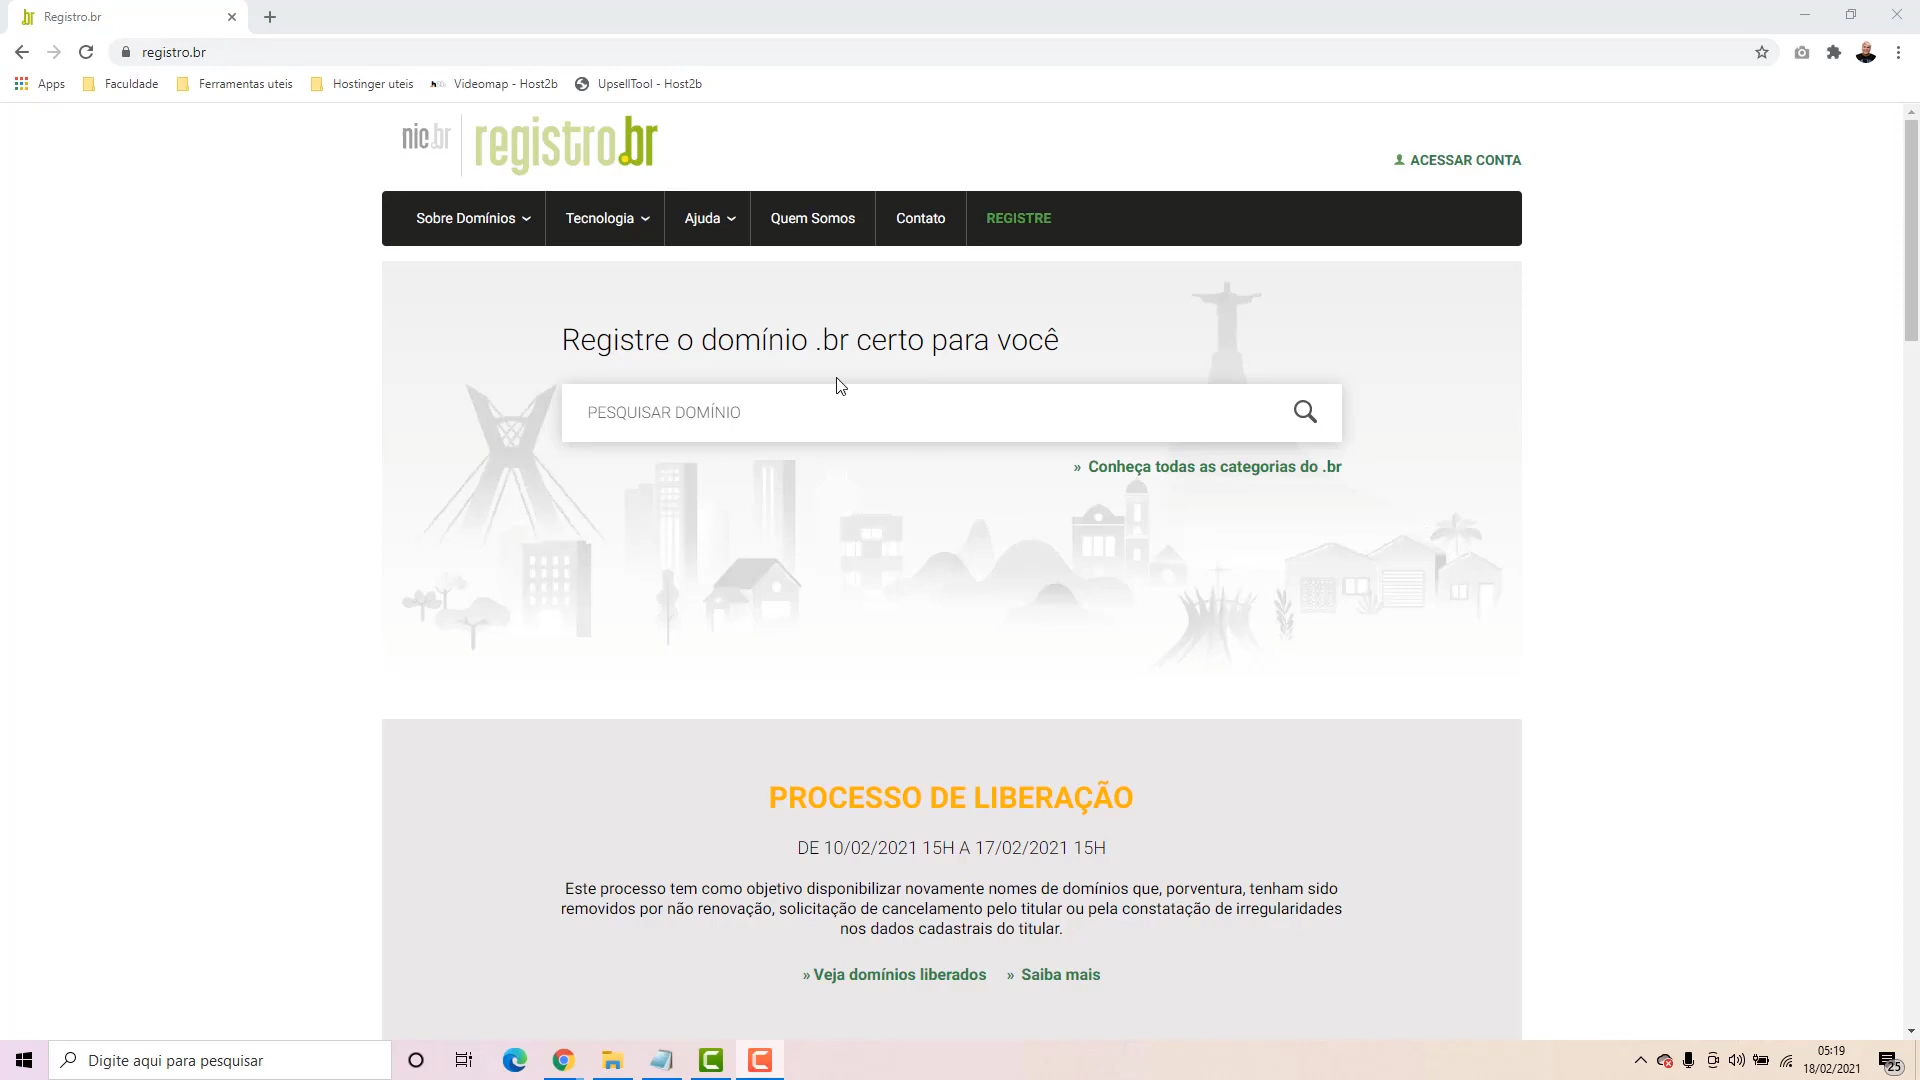 Registro.br
registro.br
Apps Faculdade Ferramentas uteis Hostinger uteis Videomap - Host2b UpsellTool - Host2b
nic.br registro.br
ACESSAR CONTA
Sobre Domínios Tecnologia Ajuda Quem Somos Contato REGISTRE
Registre o domínio .br certo para você
PESQUISAR DOMÍNIO
» Conheça todas as categorias do .br
PROCESSO DE LIBERAÇÃO
DE 10/02/2021 15H A 17/02/2021 15H
Este processo tem como objetivo disponibilizar novamente nomes de domínios que, porventura, tenham sido
removidos por não renovação, solicitação de cancelamento pelo titular ou pela constatação de irregularidades
nos dados cadastrais do titular.
» Veja domínios liberados » Saiba mais
Digite aqui para pesquisar
05:19
18/02/2021
25